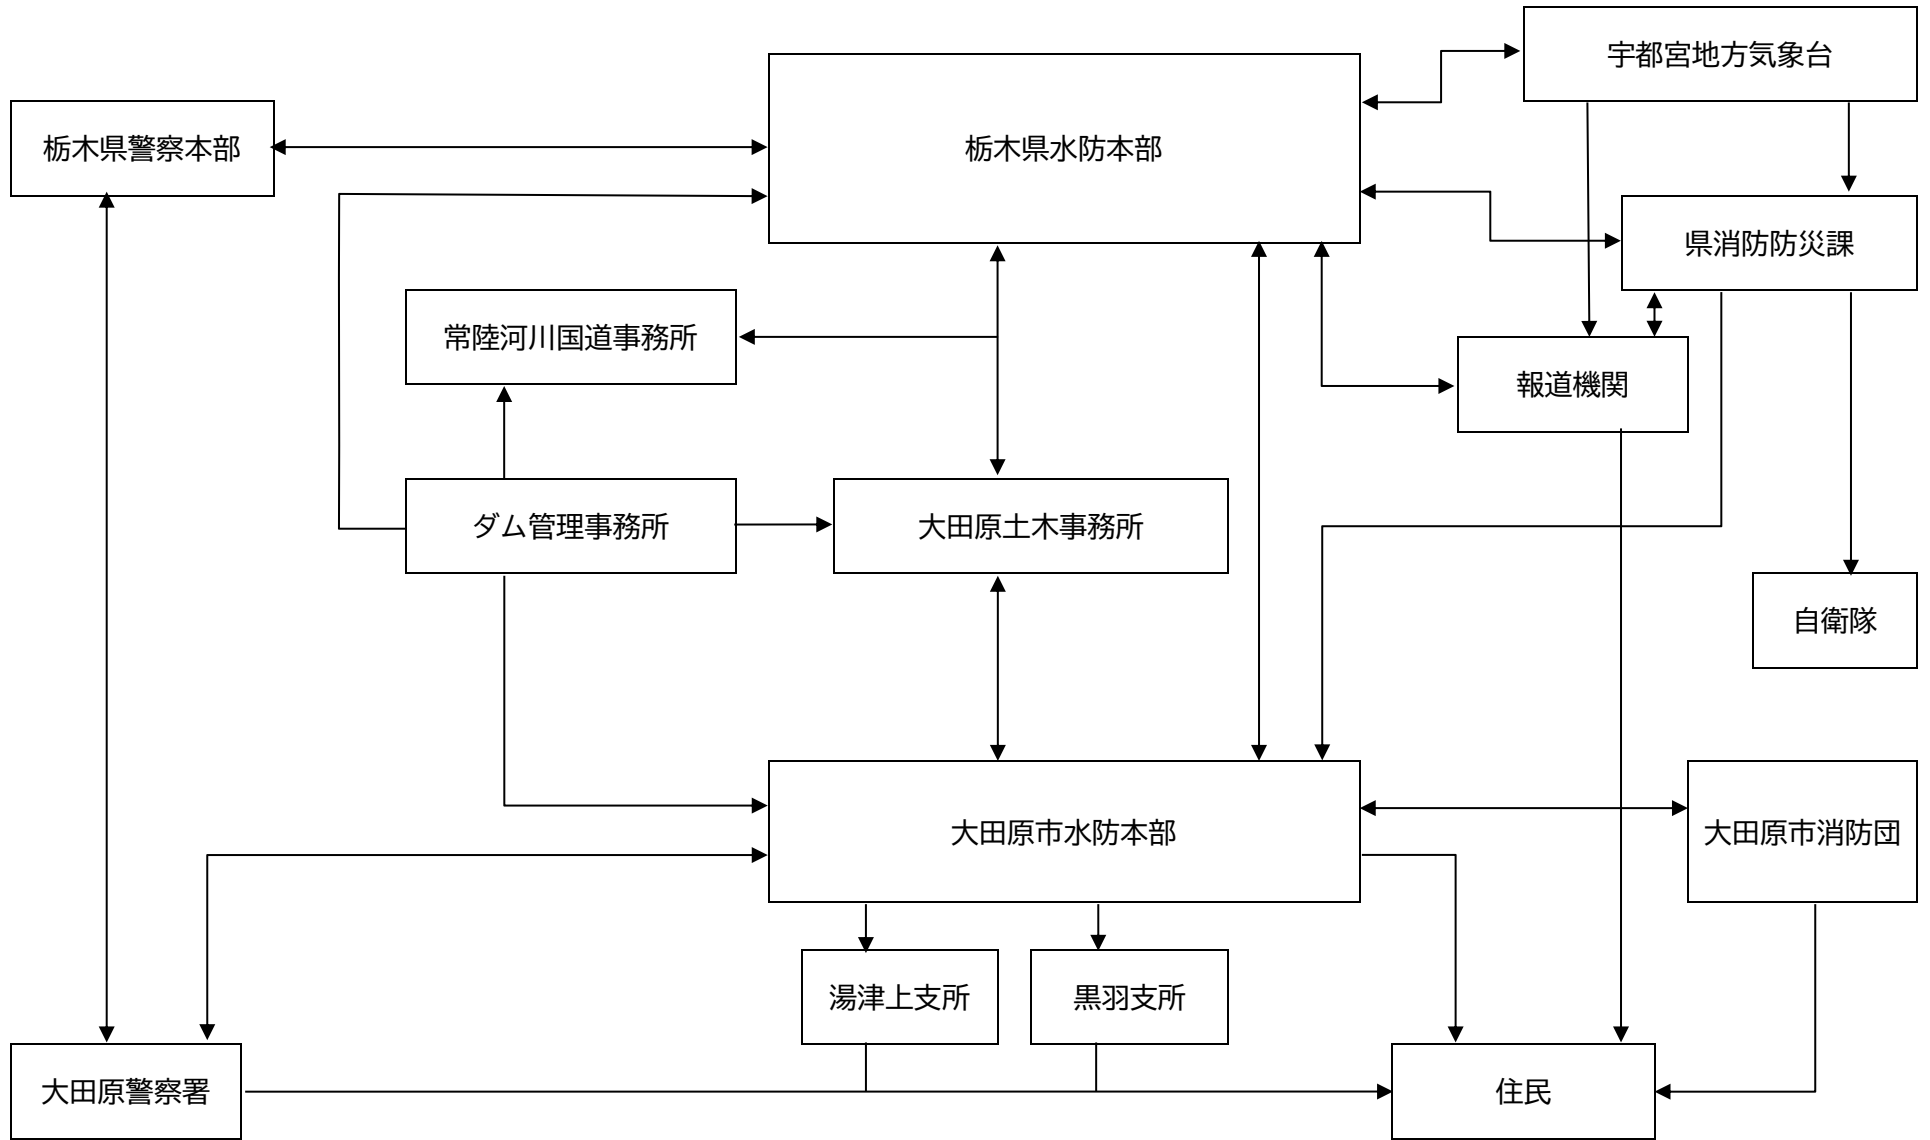 宇都宮地方気象台
栃木県警察本部
栃木県水防本部
県消防防災課
常陸河川国道事務所
報道機関
ダム管理事務所
大田原土木事務所
自衛隊
大田原市水防本部
大田原市消防団
湯津上支所
黒羽支所
大田原警察署
住民